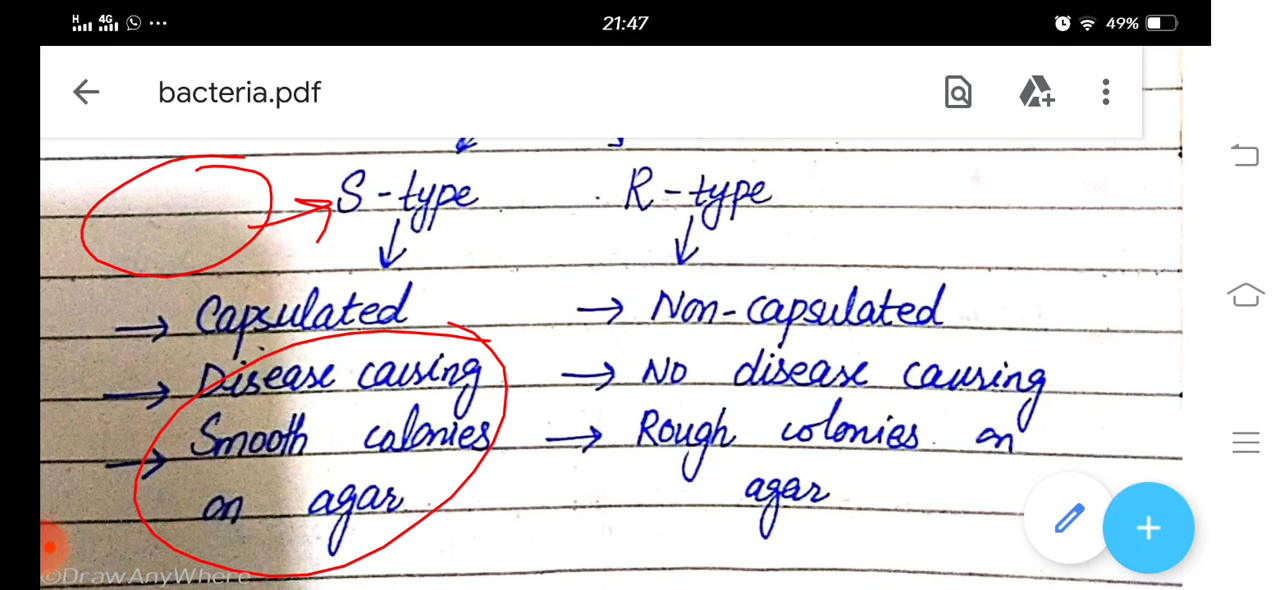 H 4G 21:47 49%
bacteria.pdf
S-type R-type
→ Capsulated → Non-capsulated
→ Disease causing → No disease causing
→ Smooth colonies → Rough colonies on
on agar agar
©DrawAnyWhere